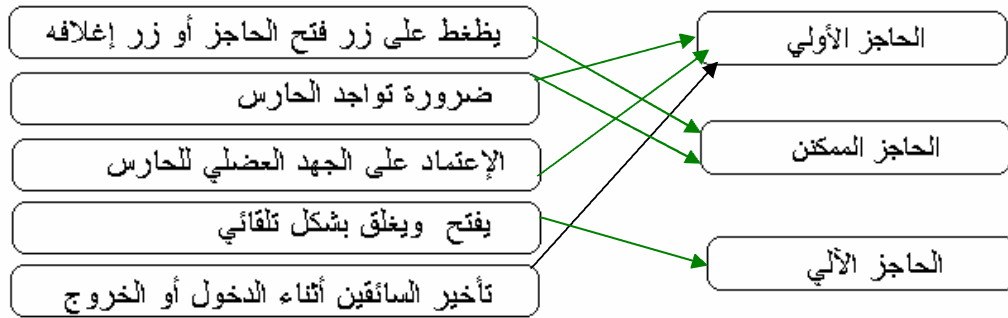 يظغط على زر فتح الحاجز أو زر إغلافه
ضرورة تواجد الحارس
الإعتماد على الجهد العضلي للحارس
يفتح ويغلق بشكل تلقائي
تأخير السائقين أثناء الدخول أو الخروج
الحاجز الأولي
الحاجز الممكنن
الحاجز الآلي